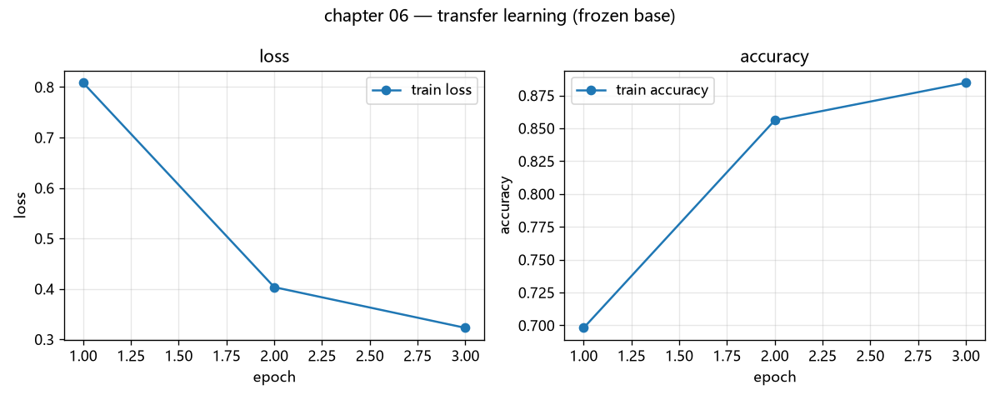 chapter 06 — transfer learning (frozen base)
loss
train loss
loss
0.8
0.7
0.6
0.5
0.4
0.3
1.00 1.25 1.50 1.75 2.00 2.25 2.50 2.75 3.00
epoch
accuracy
train accuracy
accuracy
0.875
0.850
0.825
0.800
0.775
0.750
0.725
0.700
1.00 1.25 1.50 1.75 2.00 2.25 2.50 2.75 3.00
epoch